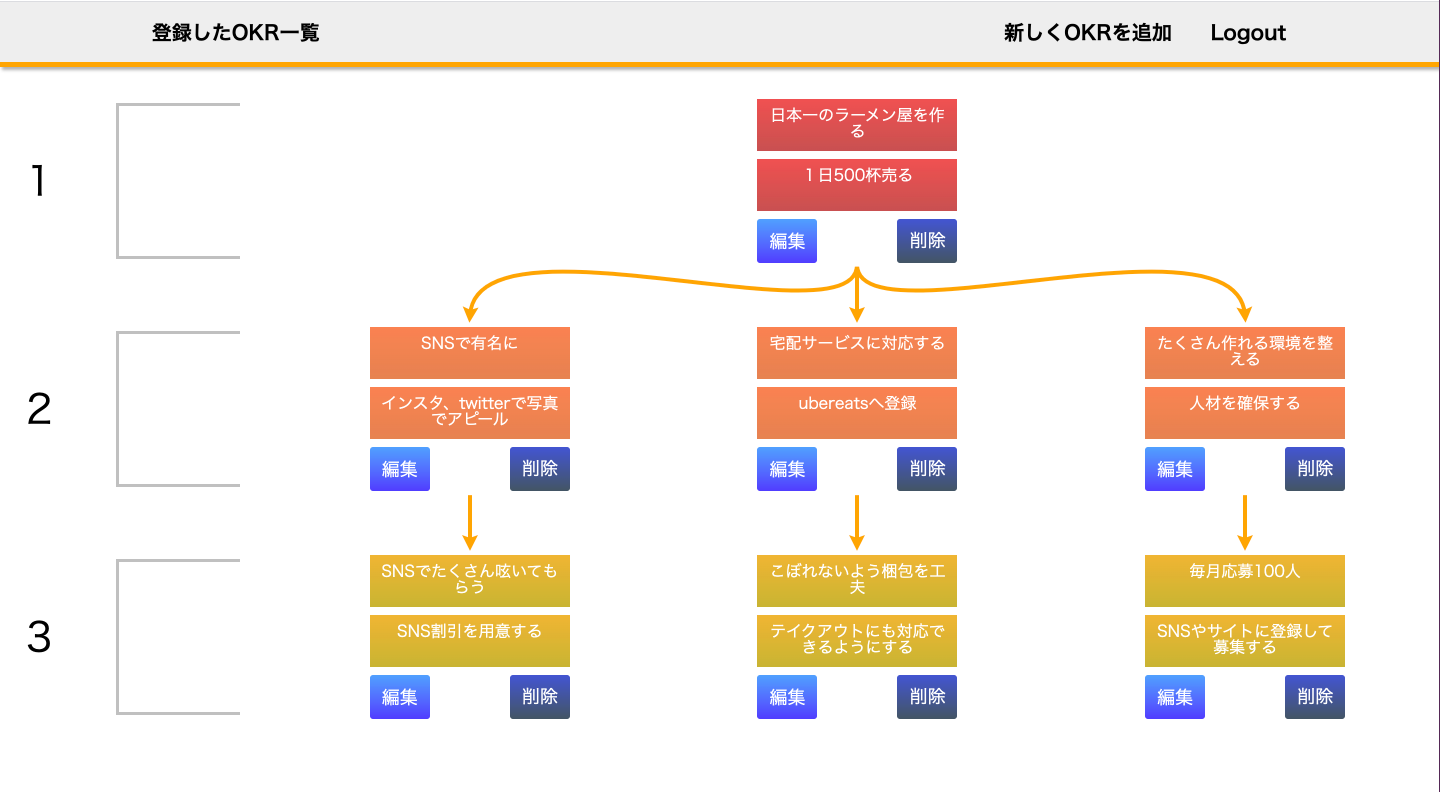 登録したOKR一覧
新しくOKRを追加
Logout
1
日本一のラーメン屋を作
る
１日500杯売る
編集
削除
2
SNSで有名に
インスタ、twitterで写真
でアピール
編集
削除
宅配サービスに対応する
ubereatsへ登録
編集
削除
たくさん作れる環境を整
える
人材を確保する
編集
削除
3
SNSでたくさん呟いても
らう
SNS割引を用意する
編集
削除
こぼれないよう梱包を工
夫
テイクアウトにも対応で
きるようにする
編集
削除
毎月応募100人
SNSやサイトに登録して
募集する
編集
削除